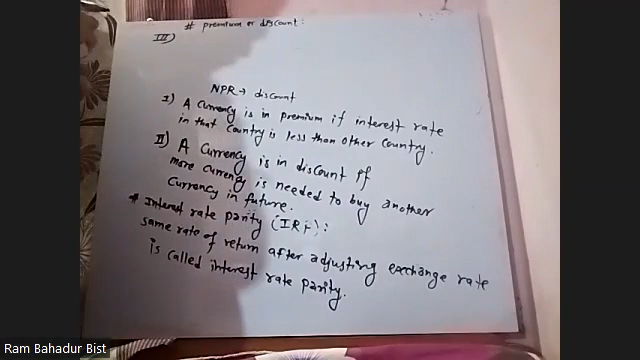 # premium or discount:
III)
NPR → discount
I) A currency is in premium if interest rate
in that country is less than other country.
II) A currency is in discount if
more currency is needed to buy another
currency in future.
# Interest rate parity (IRP):
same rate of return after adjusting exchange rate
is called interest rate parity.
Ram Bahadur Bist